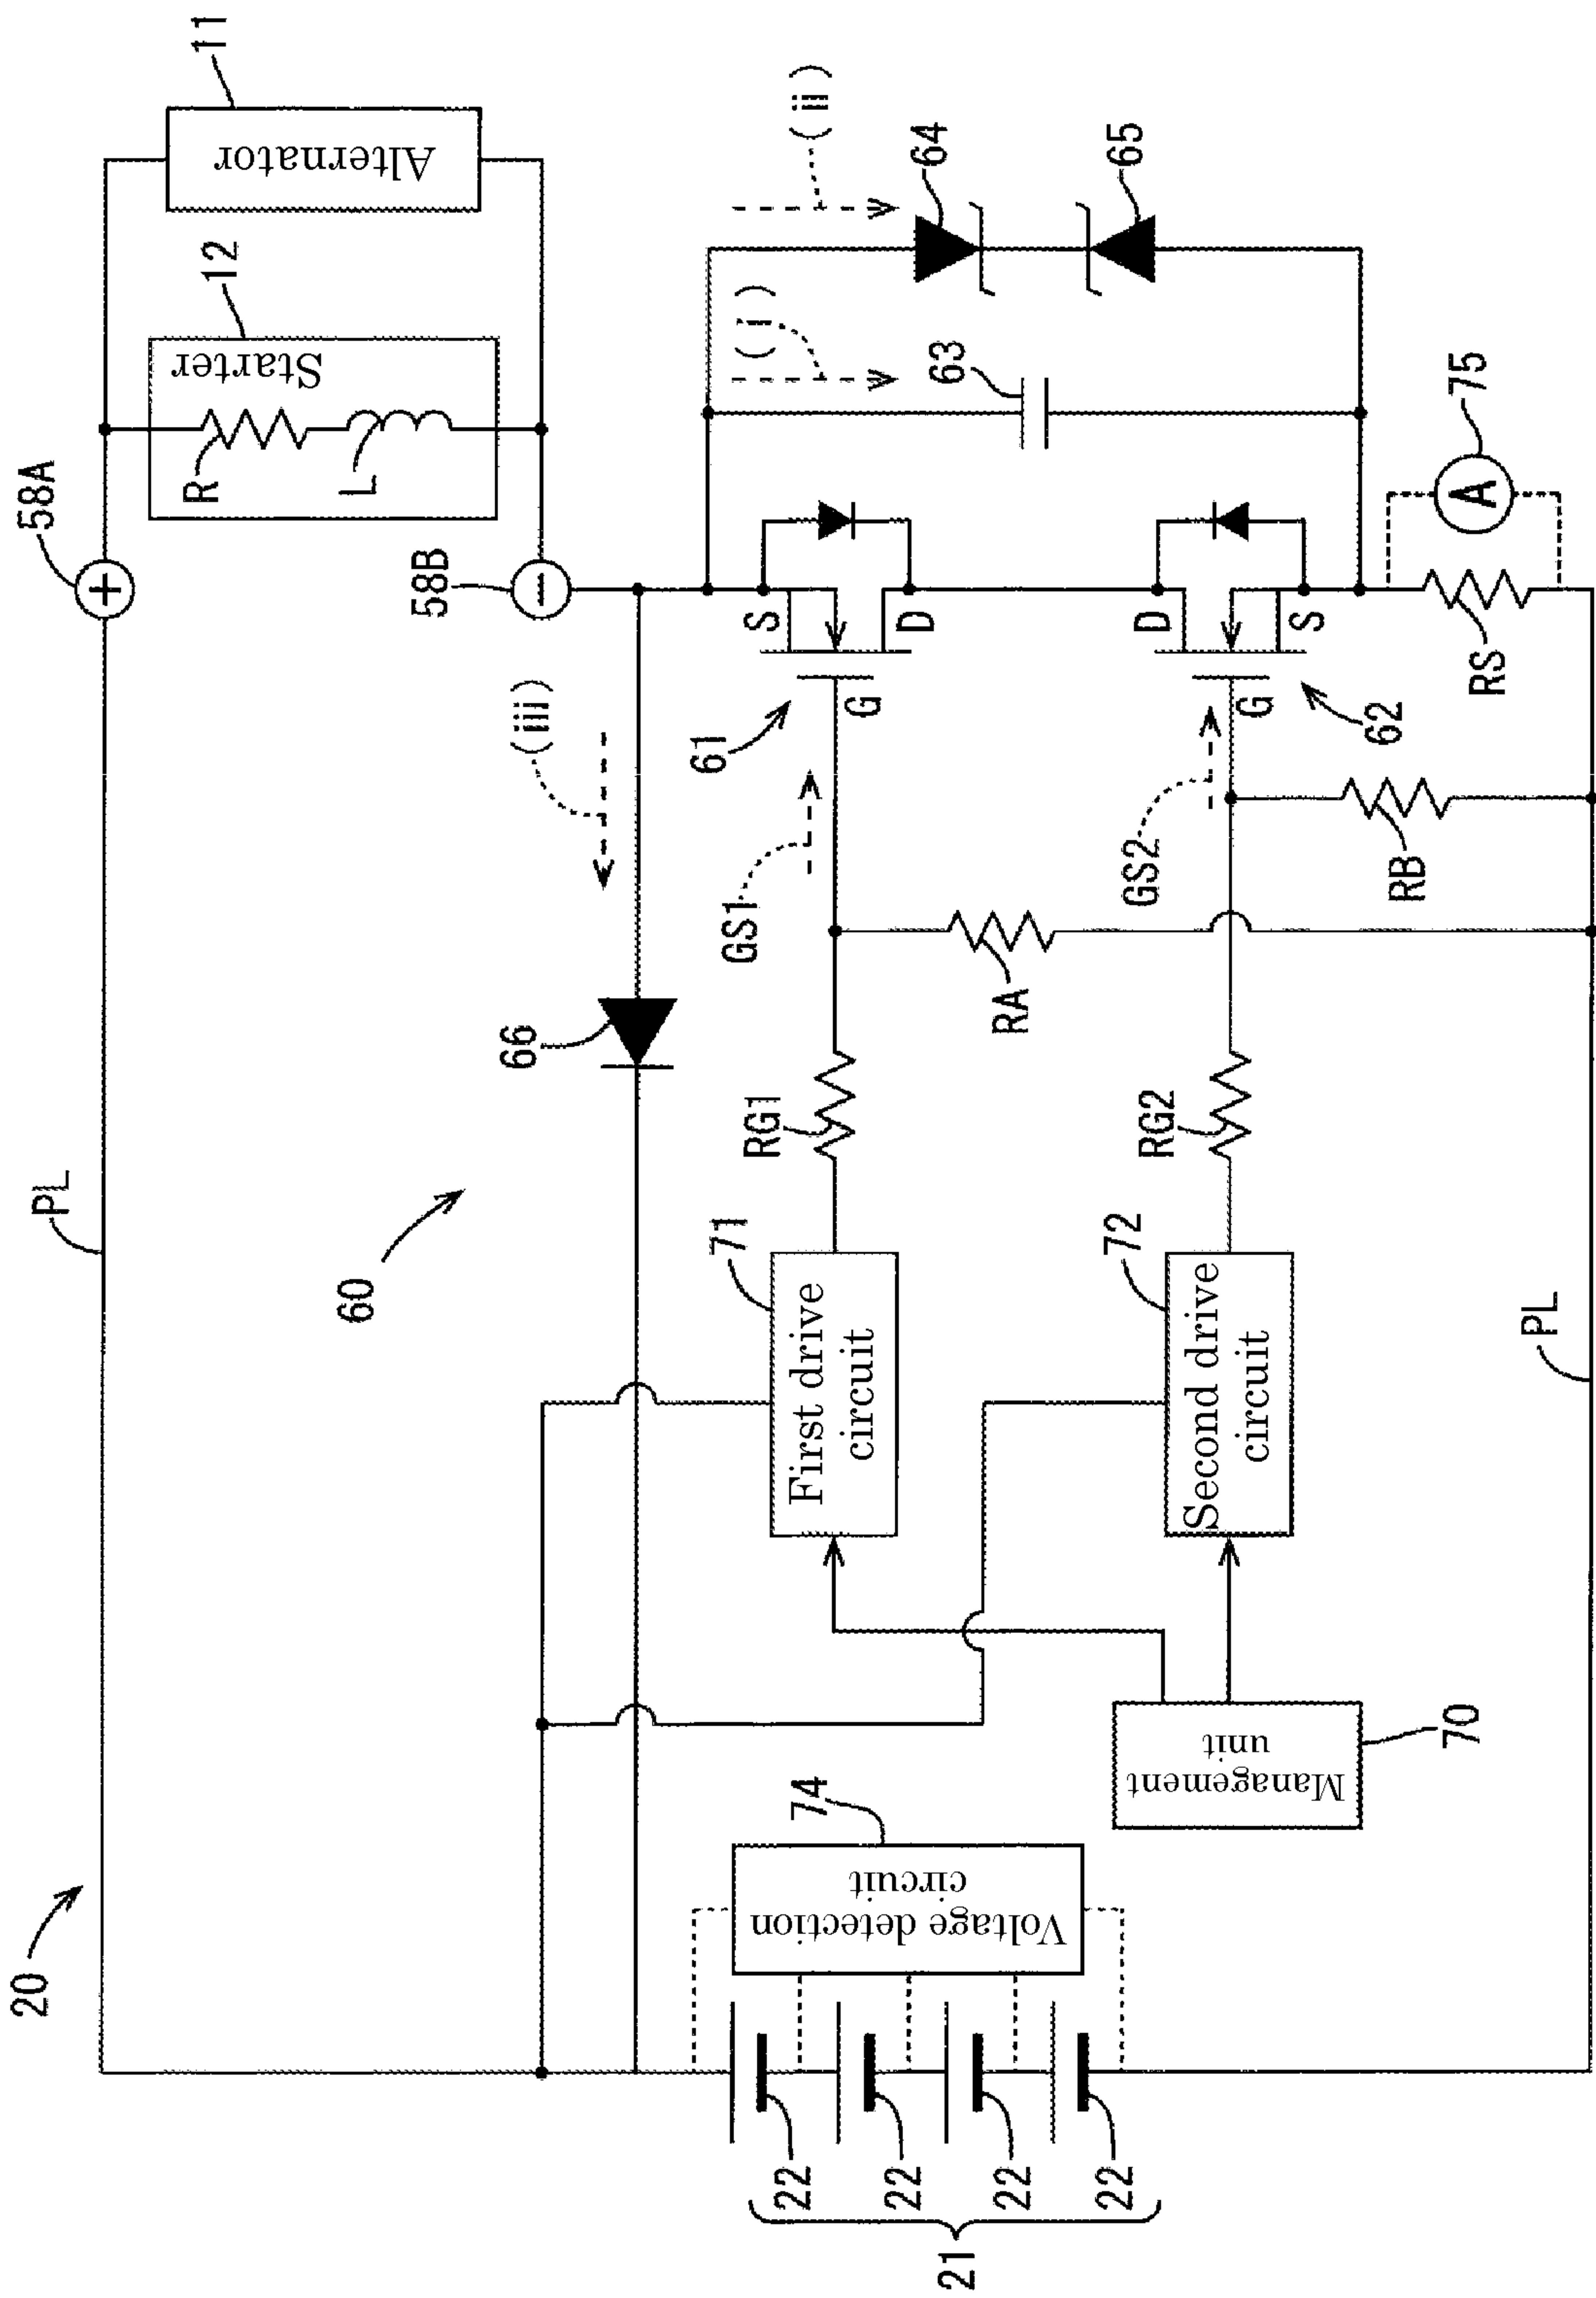 20
PL
58A
12
11
Alternator
Starter
R
L
58B
60
66
(iii)
(i)
(ii)
64
65
63
61
S
D
G
GS1
RG1
71
First drive
circuit
RA
62
D
S
G
GS2
RG2
72
Second drive
circuit
RB
RS
75
A
74
Voltage detection
circuit
70
Management
unit
22
22
22
22
21
PL